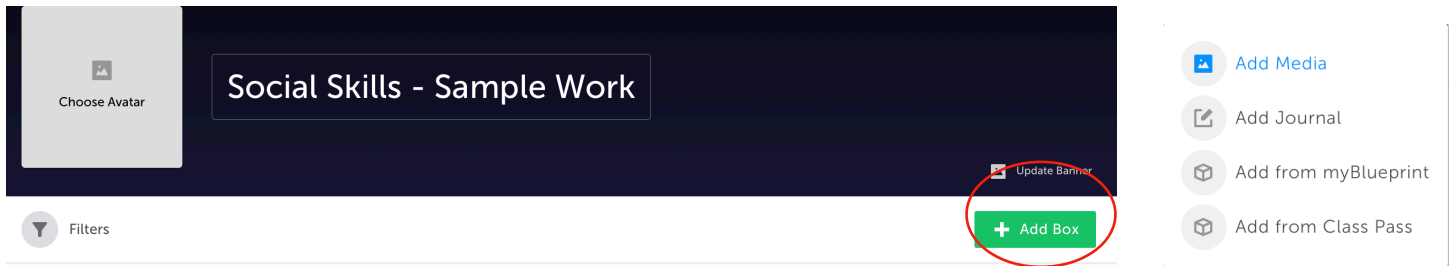 Choose Avatar
Social Skills - Sample Work
Update Banner
Filters
Add Box
Add Media
Add Journal
Add from myBlueprint
Add from Class Pass